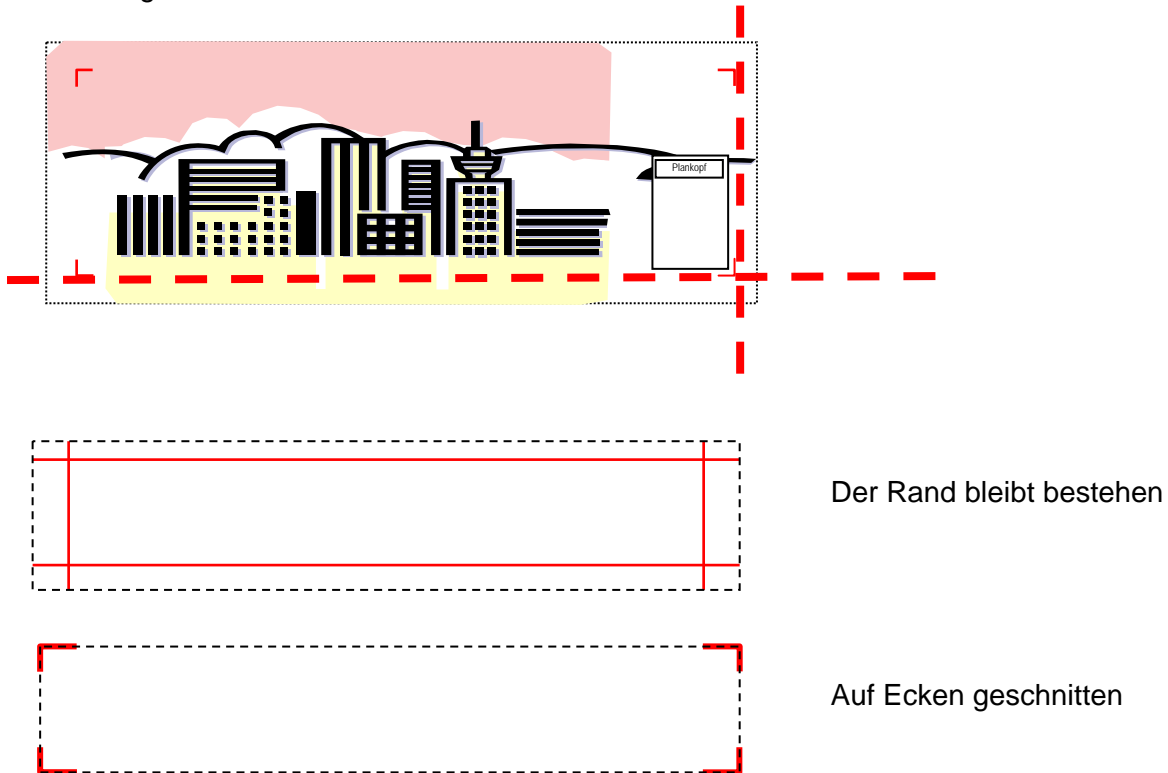 Plankopf
Der Rand bleibt bestehen
Auf Ecken geschnitten